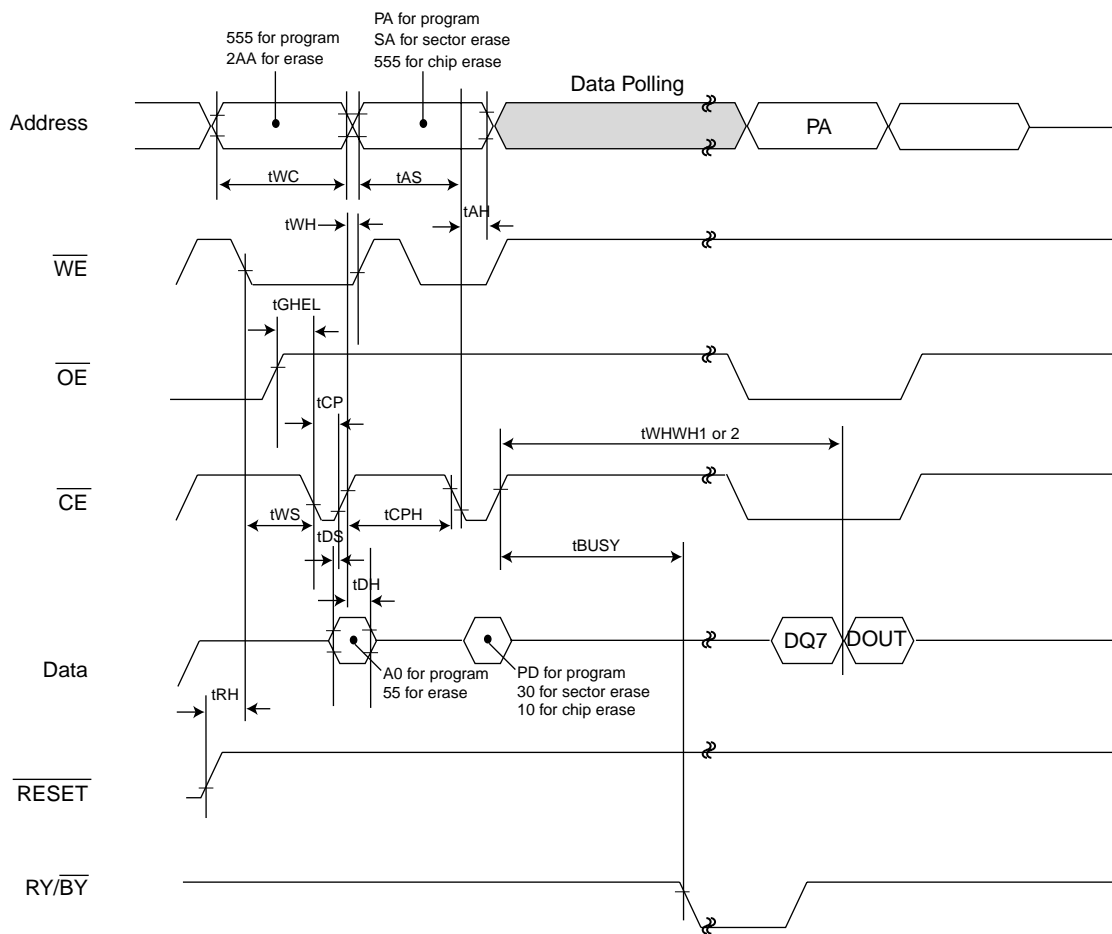 555 for program
2AA for erase
PA for program
SA for sector erase
555 for chip erase
Data Polling
Address
PA
tWC
tAS
tWH
tAH
WE
tGHEL
OE
tCP
tWHWH1 or 2
CE
tWS
tCPH
tDS
tBUSY
tDH
Data
DQ7
DOUT
A0 for program
55 for erase
PD for program
30 for sector erase
10 for chip erase
tRH
RESET
RY/BY